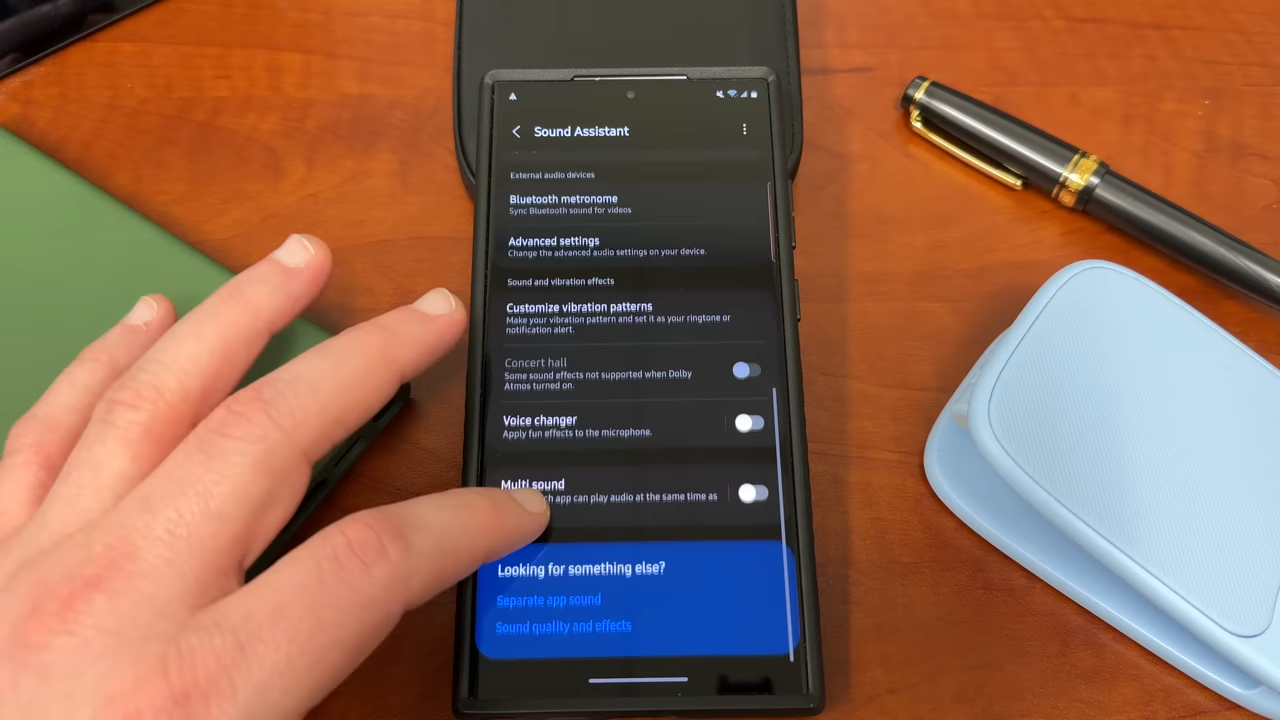 Sound Assistant
External audio devices
Bluetooth metronome
Sync Bluetooth sound for videos
Advanced settings
Change the advanced audio settings on your device.
Sound and vibration effects
Customize vibration patterns
Make your vibration pattern and set it as your ringtone or
notification alert.
Concert hall
Some sound effects not supported when Dolby
Atmos turned on.
Voice changer
Apply fun effects to the microphone.
Multi sound
app can play audio at the same time as
Looking for something else?
Separate app sound
Sound quality and effects